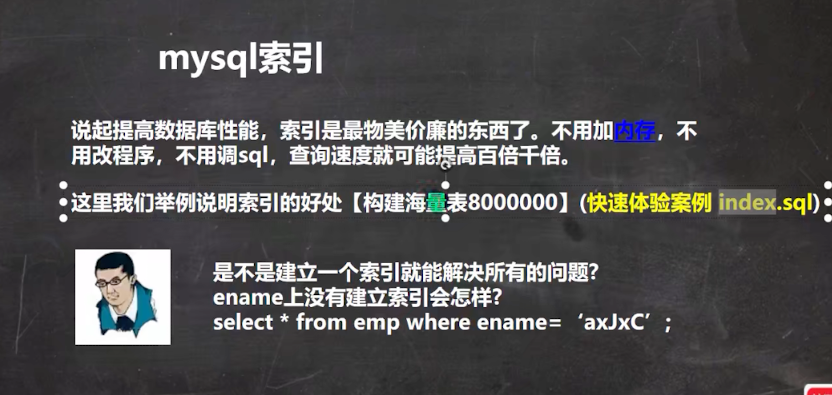 mysql索引
说起提高数据库性能，索引是最物美价廉的东西了。不用加内存，不
用改程序，不用调sql，查询速度就可能提高百倍千倍。
这里我们举例说明索引的好处【构建海量表8000000】(快速体验案例 index.sql)
是不是建立一个索引就能解决所有的问题?
ename上没有建立索引会怎样?
select * from emp where ename=‘axJxC’;